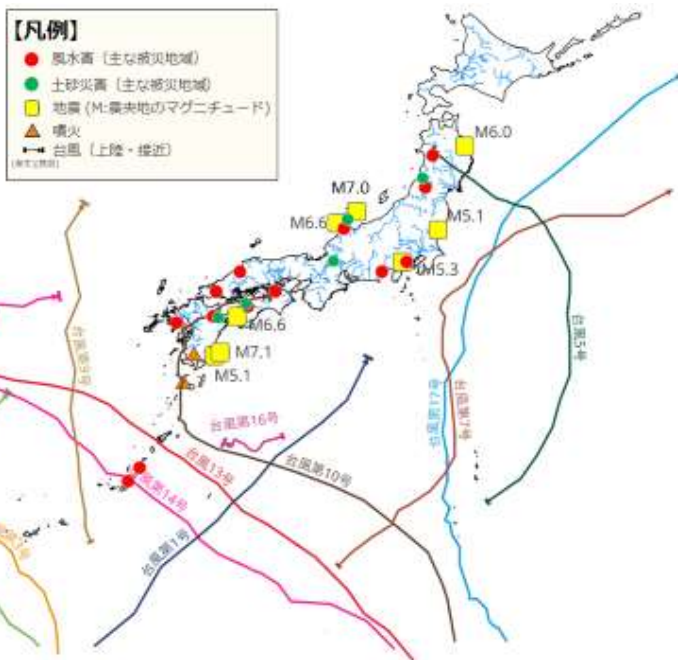 【凡例】
風水害（主な被災地域）
土砂災害（主な被災地域）
地震 (M:震央地のマグニチュード)
噴火
台風（上陸・接近）
M6.0
M7.0
M6.6
M5.1
M5.3
M6.6
M7.1
M5.1
台風第9号
台風5号
台風第16号
台風第7号
台風第17号
台風13号
台風第10号
風第14号
台風第1号